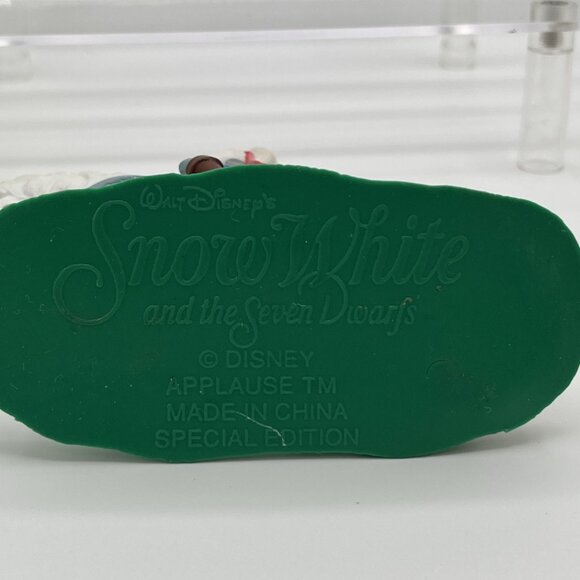 WALT DISNEY'S
Snow White
and the Seven Dwarfs
© DISNEY
APPLAUSE TM
MADE IN CHINA
SPECIAL EDITION